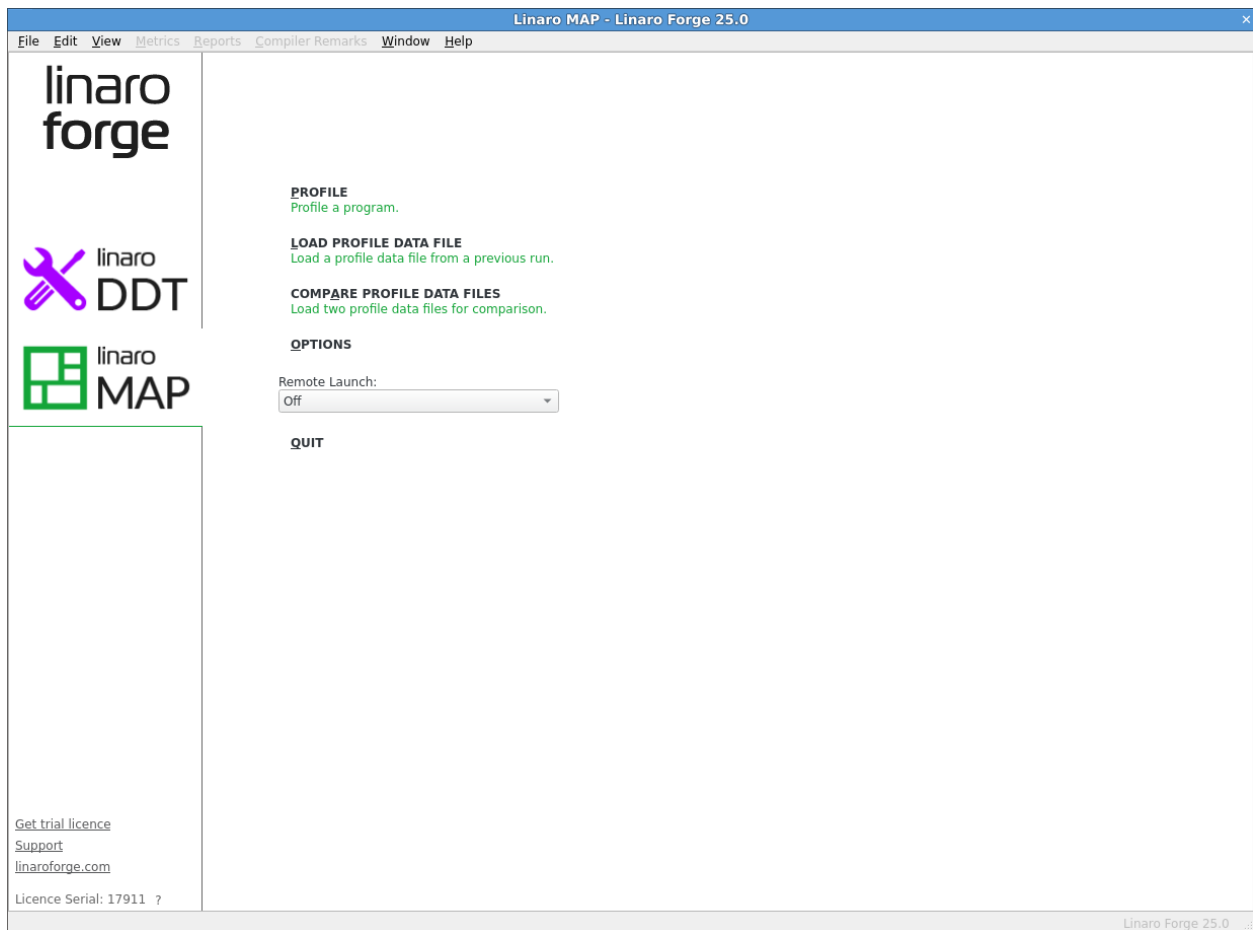 Linaro MAP - Linaro Forge 25.0 ×
File Edit View Metrics Reports Compiler Remarks Window Help
linaro
forge
PROFILE
Profile a program.
LOAD PROFILE DATA FILE
Load a profile data file from a previous run.
linaro
DDT
COMPARE PROFILE DATA FILES
Load two profile data files for comparison.
OPTIONS
linaro
MAP
Remote Launch:
Off
QUIT
Get trial licence
Support
linaroforge.com
Licence Serial: 17911 ?
Linaro Forge 25.0